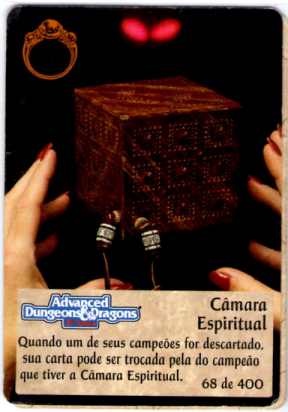 Advanced
Dungeons & Dragons
Câmara
Espiritual
Quando um de seus campeões for descartado,
sua carta pode ser trocada pela do campeão
que tiver a Câmara Espiritual.
68 de 400